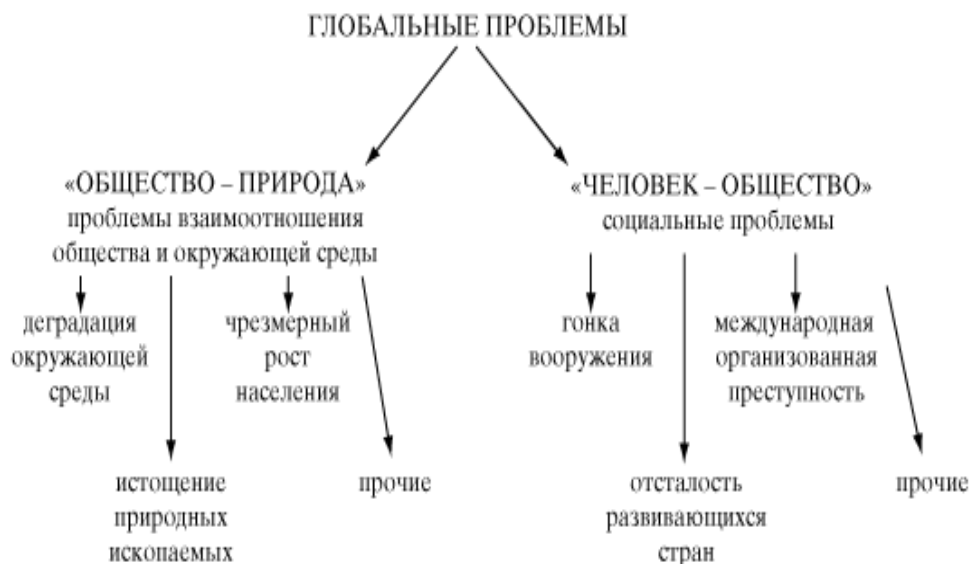 ГЛОБАЛЬНЫЕ ПРОБЛЕМЫ
«ОБЩЕСТВО – ПРИРОДА»
проблемы взаимоотношения
общества и окружающей среды
«ЧЕЛОВЕК – ОБЩЕСТВО»
социальные проблемы
деградация
окружающей
среды
чрезмерный
рост
населения
гонка
вооружения
международная
организованная
преступность
истощение
природных
ископаемых
прочие
отсталость
развивающихся
стран
прочие